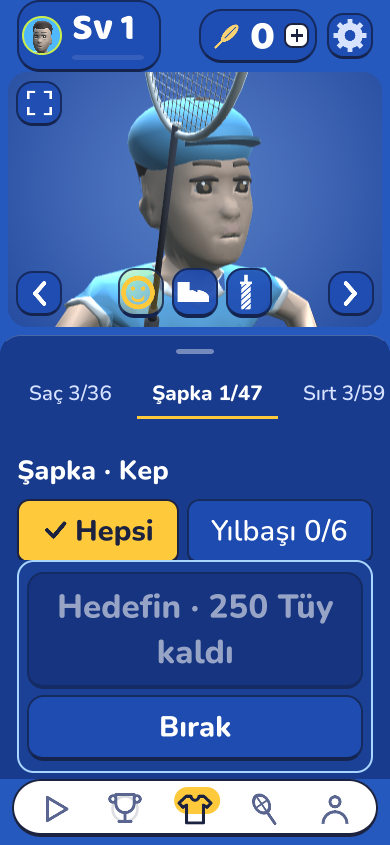 Sv 1
0
Saç 3/36
Şapka 1/47
Sırt 3/59
Şapka · Kep
Hepsi
Yılbaşı 0/6
Hedefin · 250 Tüy
kaldı
Bırak